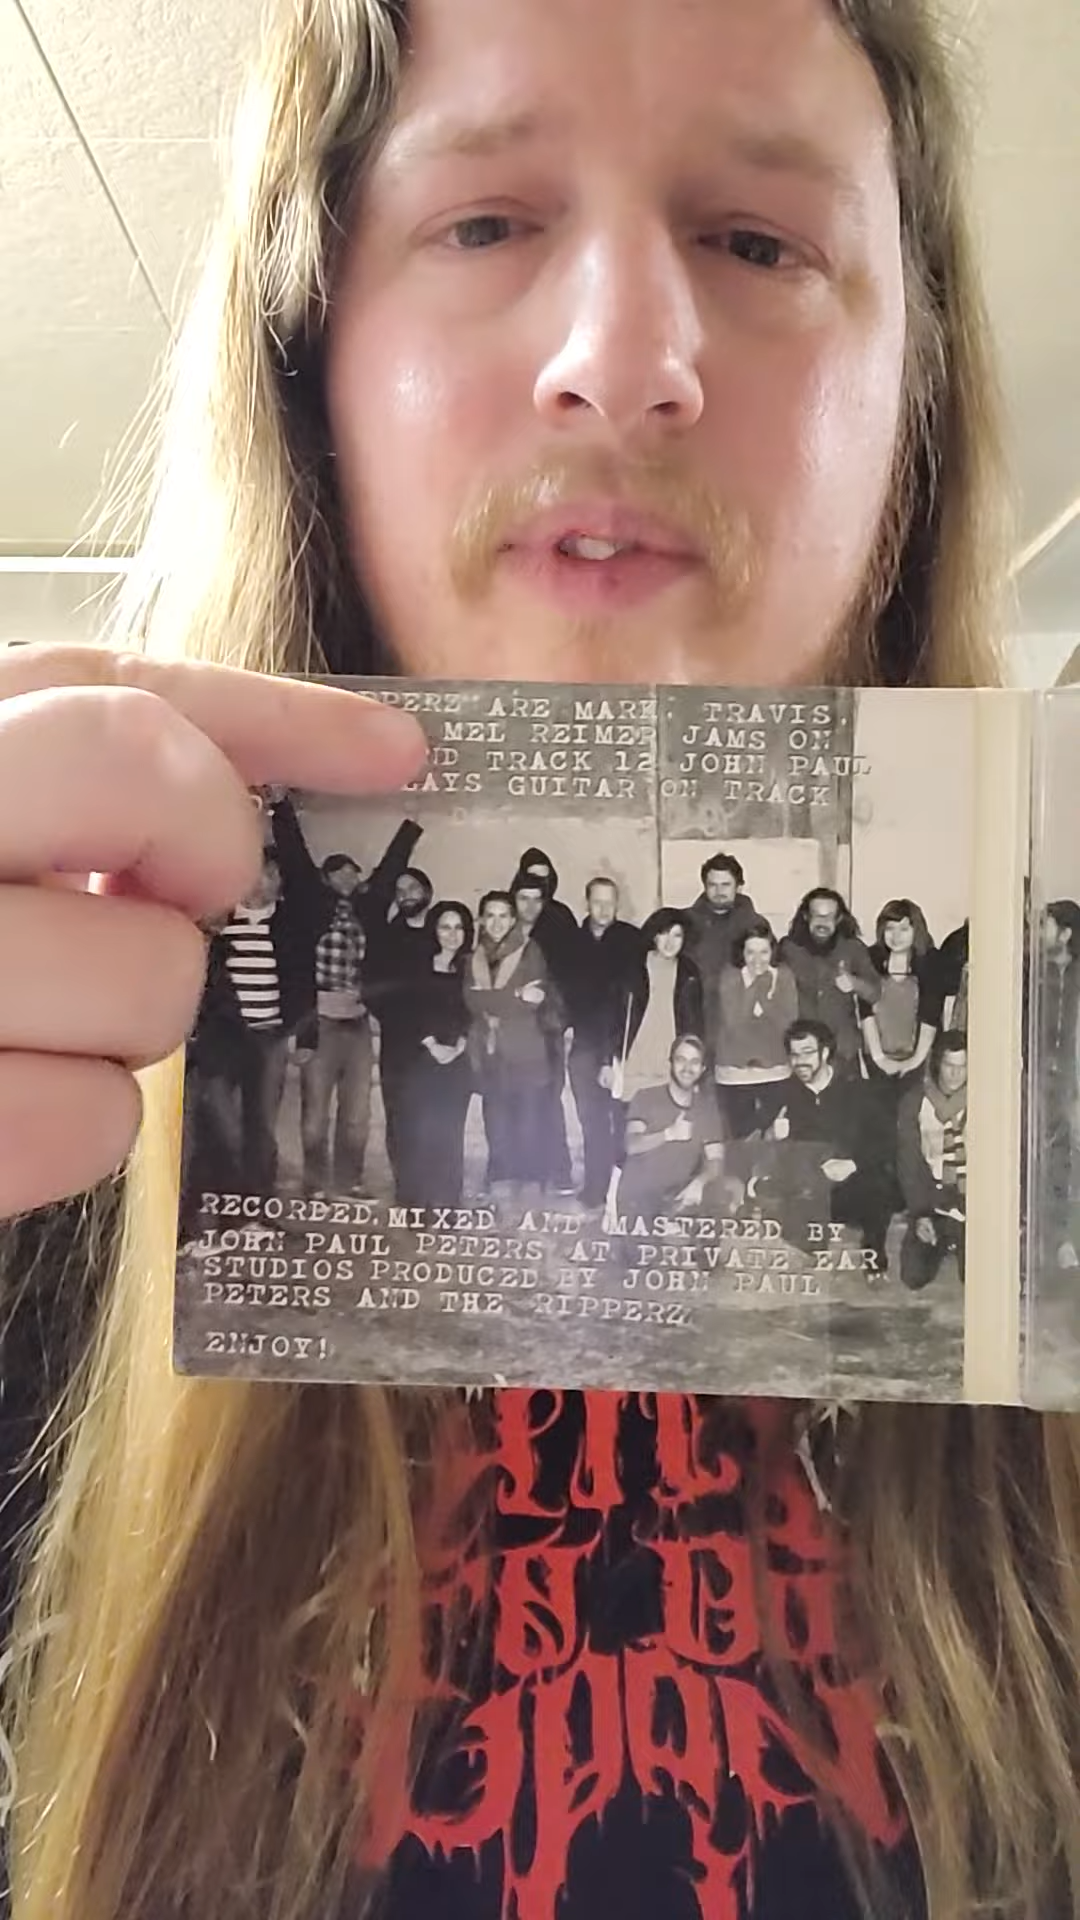 ARE MARK, TRAVIS,
MEL REIMER JAMS ON
TRACK 12 JOHN PAUL
GUITAR ON TRACK
RECORDED, MIXED AND MASTERED BY
JOHN PAUL PETERS AT PRIVATE EAR
STUDIOS PRODUCED BY JOHN PAUL
PETERS AND THE RIPPERZ
ENJOY!
UPON